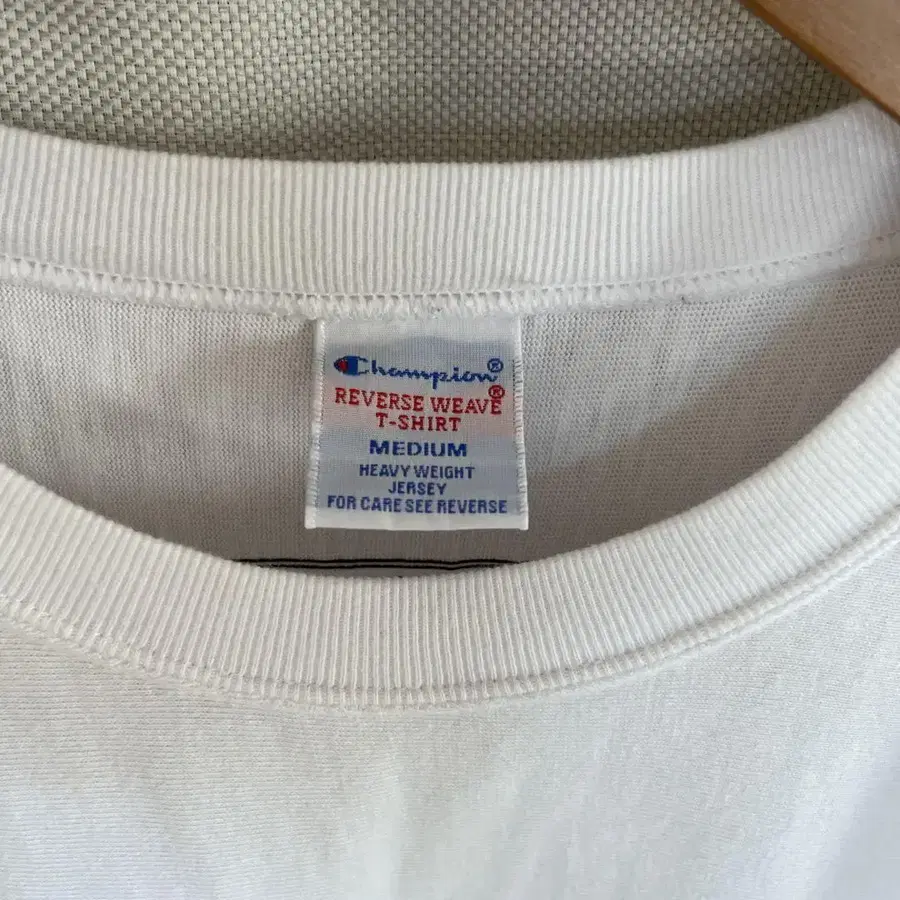 Champion®
REVERSE WEAVE®
T-SHIRT
MEDIUM
HEAVY WEIGHT
JERSEY
FOR CARE SEE REVERSE